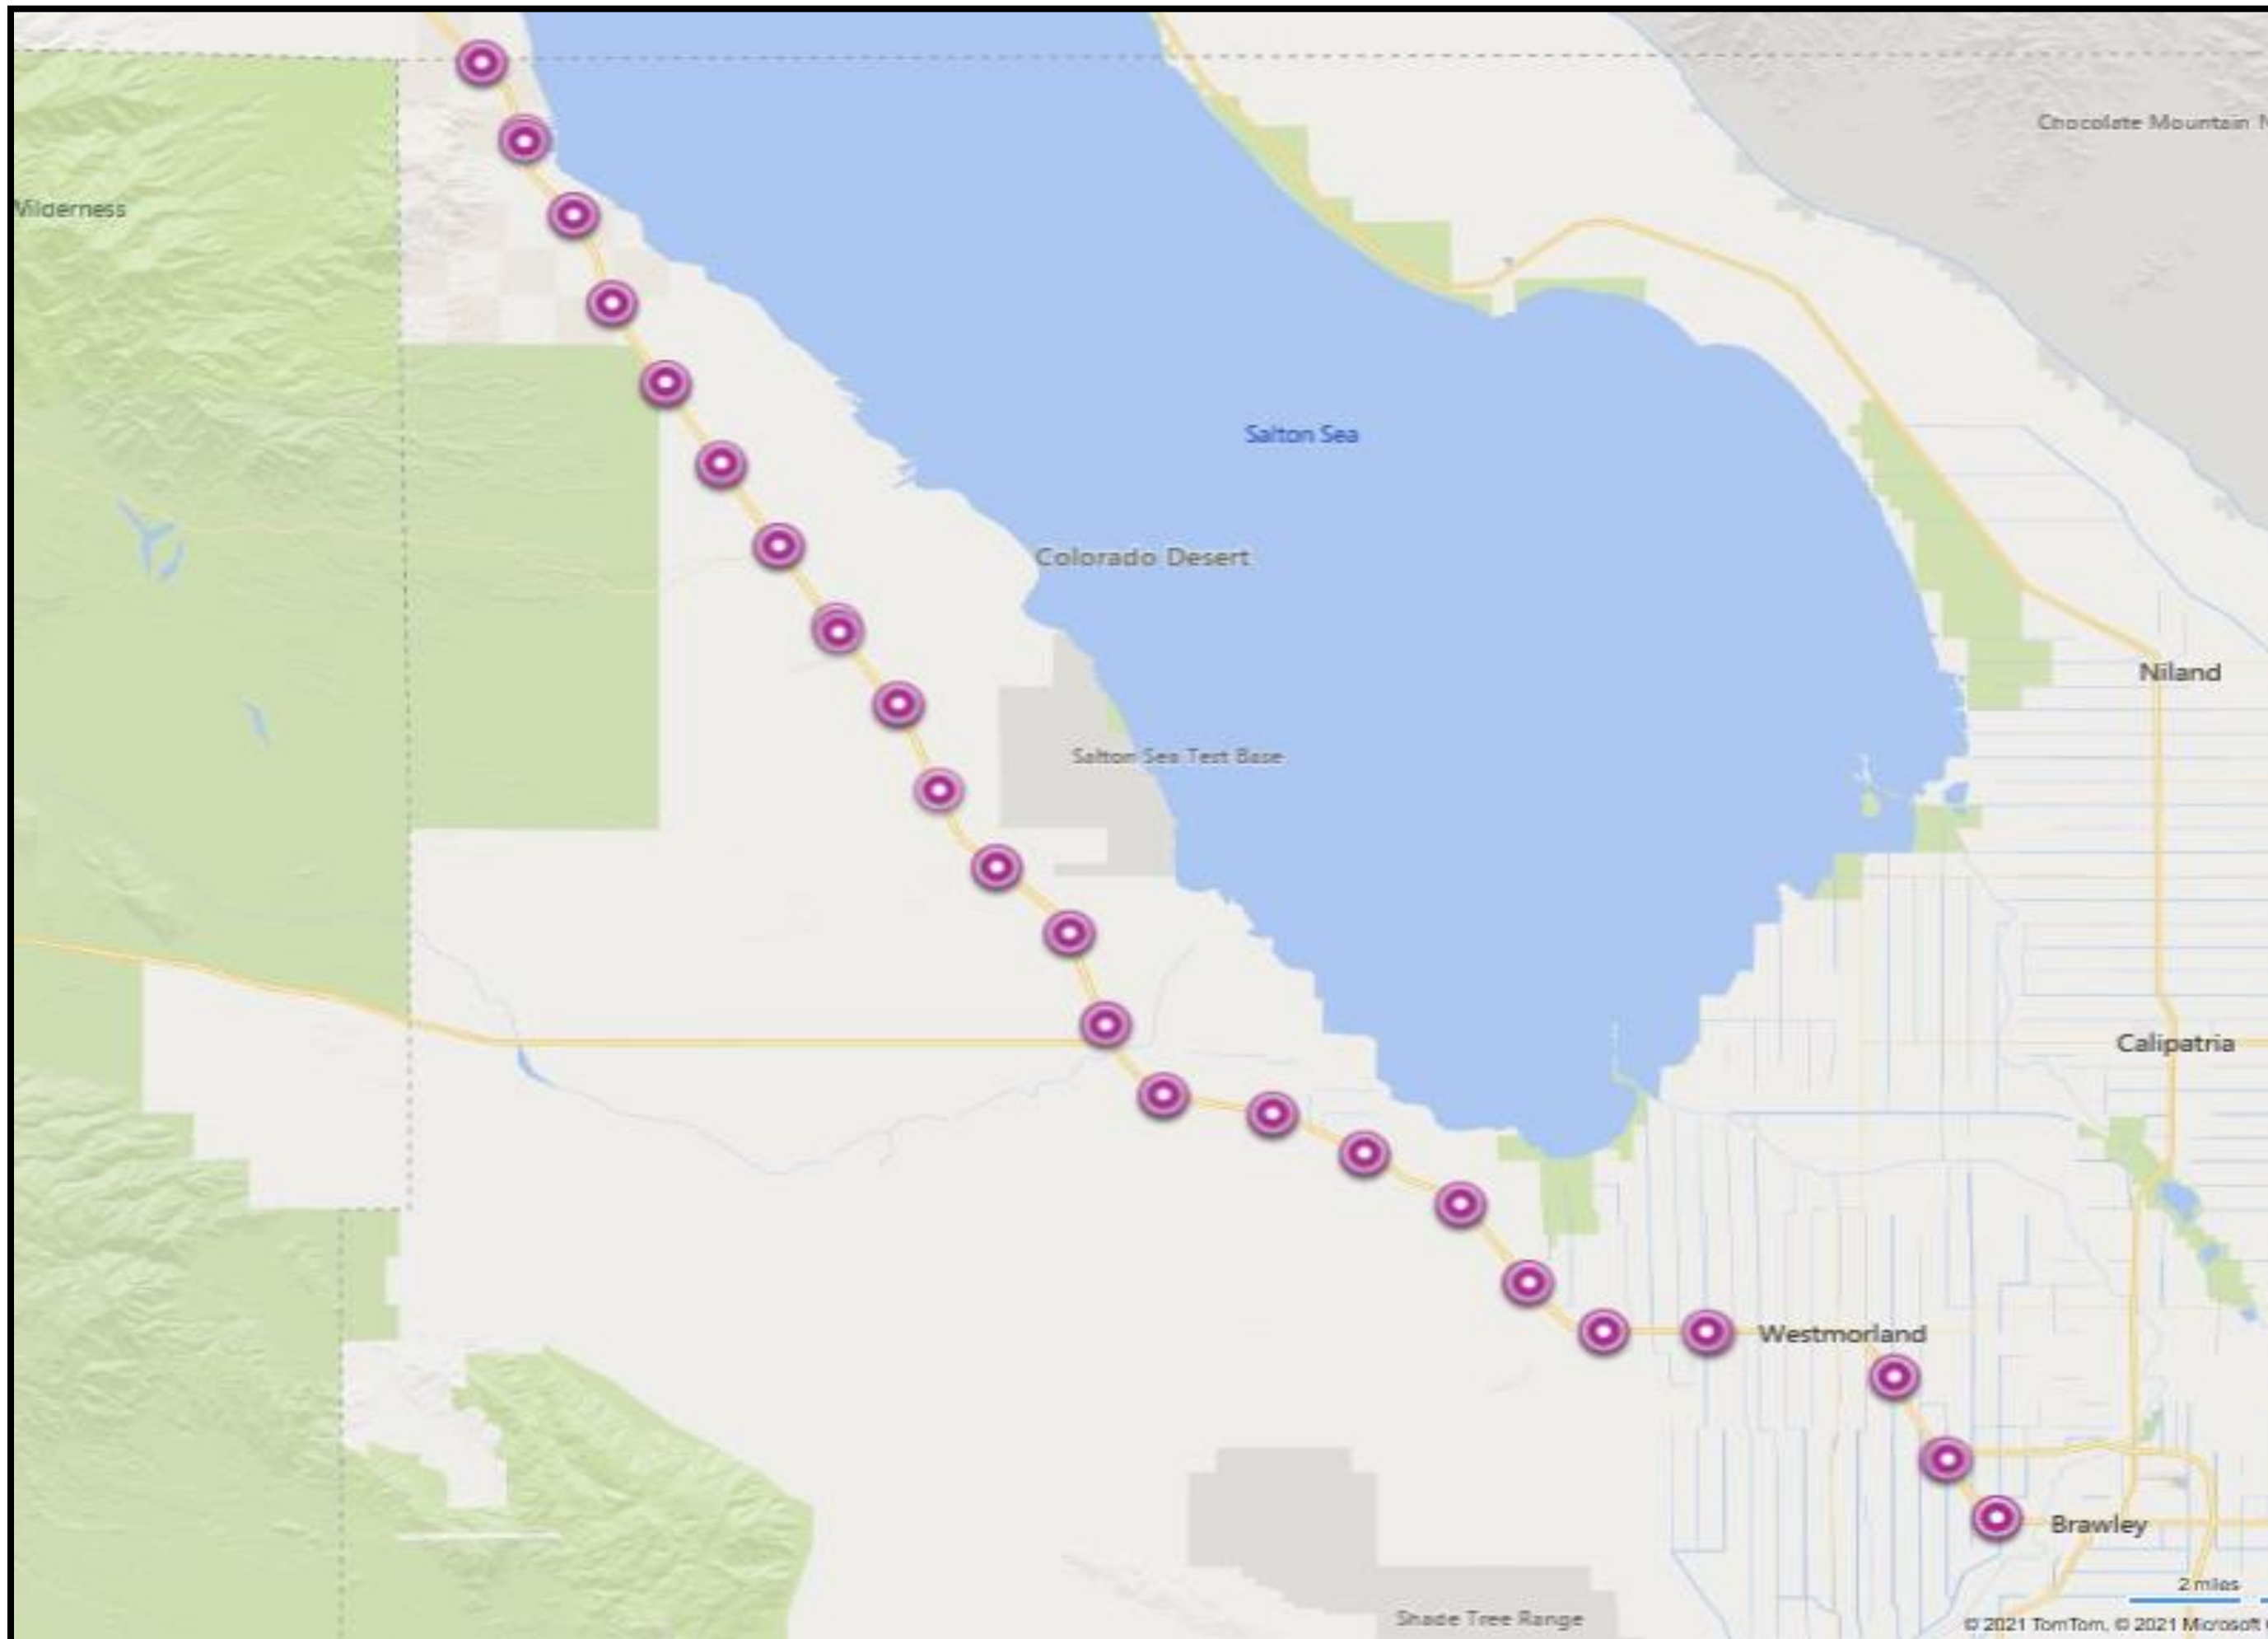 Chocolate Mountain N
Wilderness
Salton Sea
Colorado Desert
Niland
Salton Sea Test Base
Calipatria
Westmorland
Brawley
2 miles
Shade Tree Range
© 2021 TomTom, © 2021 Microsoft